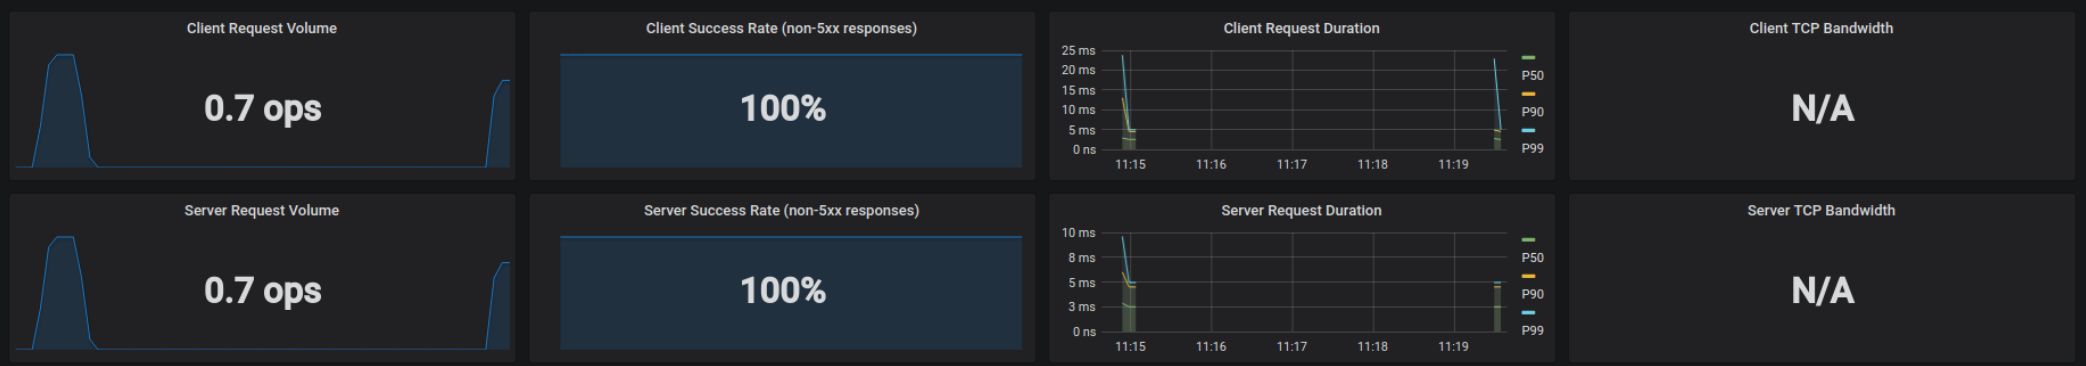 Client Request Volume
0.7 ops
Client Success Rate (non-5xx responses)
100%
Client Request Duration
25 ms
20 ms
15 ms
10 ms
5 ms
0 ns
11:15 11:16 11:17 11:18 11:19
P50
P90
P99
Client TCP Bandwidth
N/A
Server Request Volume
0.7 ops
Server Success Rate (non-5xx responses)
100%
Server Request Duration
10 ms
8 ms
5 ms
3 ms
0 ns
11:15 11:16 11:17 11:18 11:19
P50
P90
P99
Server TCP Bandwidth
N/A